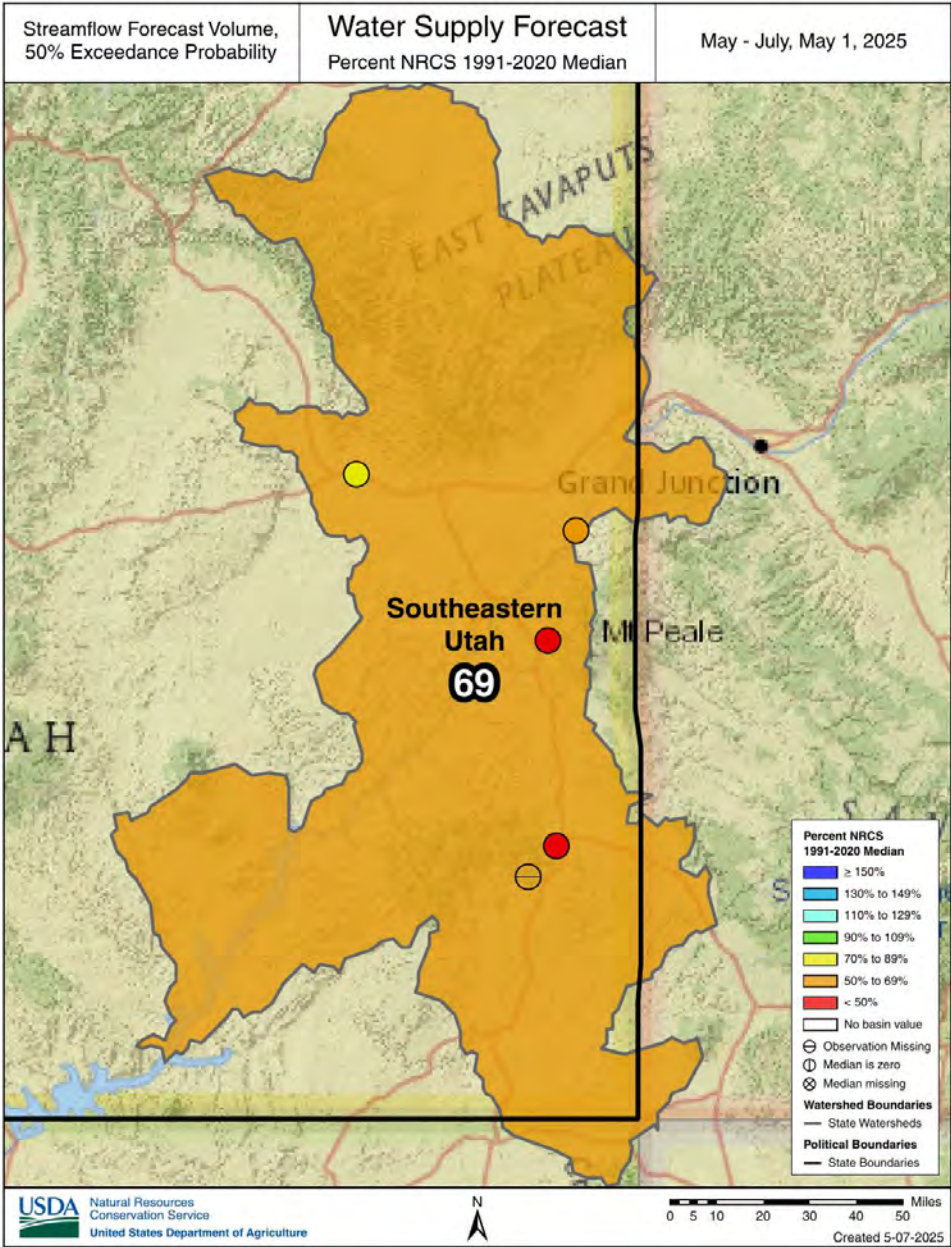 Streamflow Forecast Volume,
50% Exceedance Probability
Water Supply Forecast
Percent NRCS 1991-2020 Median
May - July, May 1, 2025
EAST TAVAPUTS
PLATEAU
Grand Junction
Southeastern
Utah
69
Mt Peale
A H
Percent NRCS
1991-2020 Median
≥ 150%
130% to 149%
110% to 129%
90% to 109%
70% to 89%
50% to 69%
< 50%
No basin value
Observation Missing
Median is zero
Median missing
Watershed Boundaries
State Watersheds
Political Boundaries
State Boundaries
USDA
Natural Resources
Conservation Service
United States Department of Agriculture
N
Miles
0 5 10 20 30 40 50
Created 5-07-2025